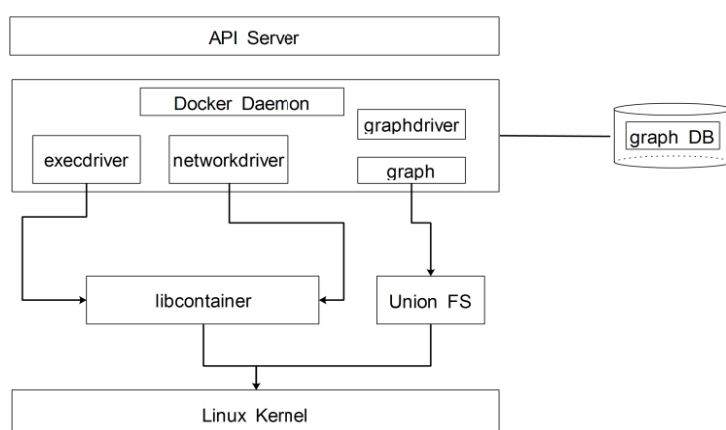 API Server
Docker Daemon
graphdriver
graph DB
execdriver
networkdriver
graph
libcontainer
Union FS
Linux Kernel